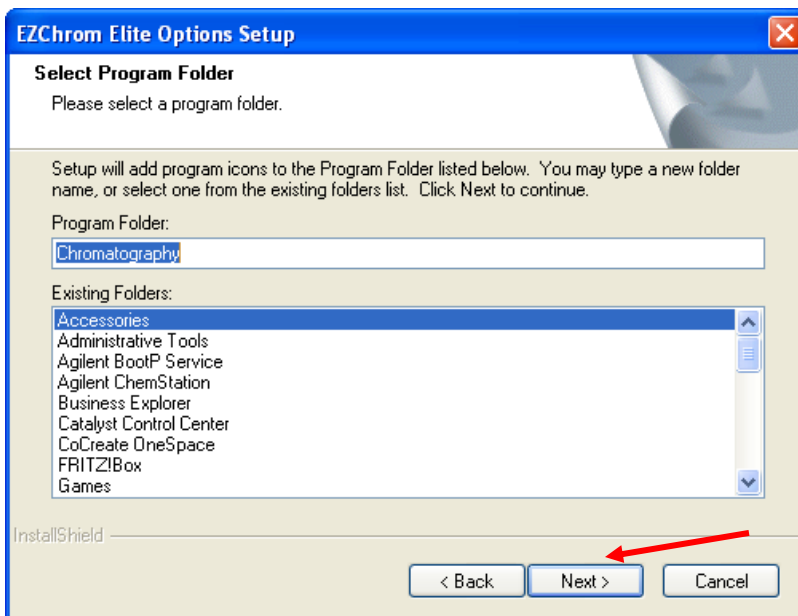 EZChrom Elite Options Setup
Select Program Folder
Please select a program folder.
Setup will add program icons to the Program Folder listed below.  You may type a new folder
name, or select one from the existing folders list.  Click Next to continue.
Program Folder:
Chromatography
Existing Folders:
Accessories
Administrative Tools
Agilent BootP Service
Agilent ChemStation
Business Explorer
Catalyst Control Center
CoCreate OneSpace
FRITZ!Box
Games
InstallShield
< Back
Next >
Cancel